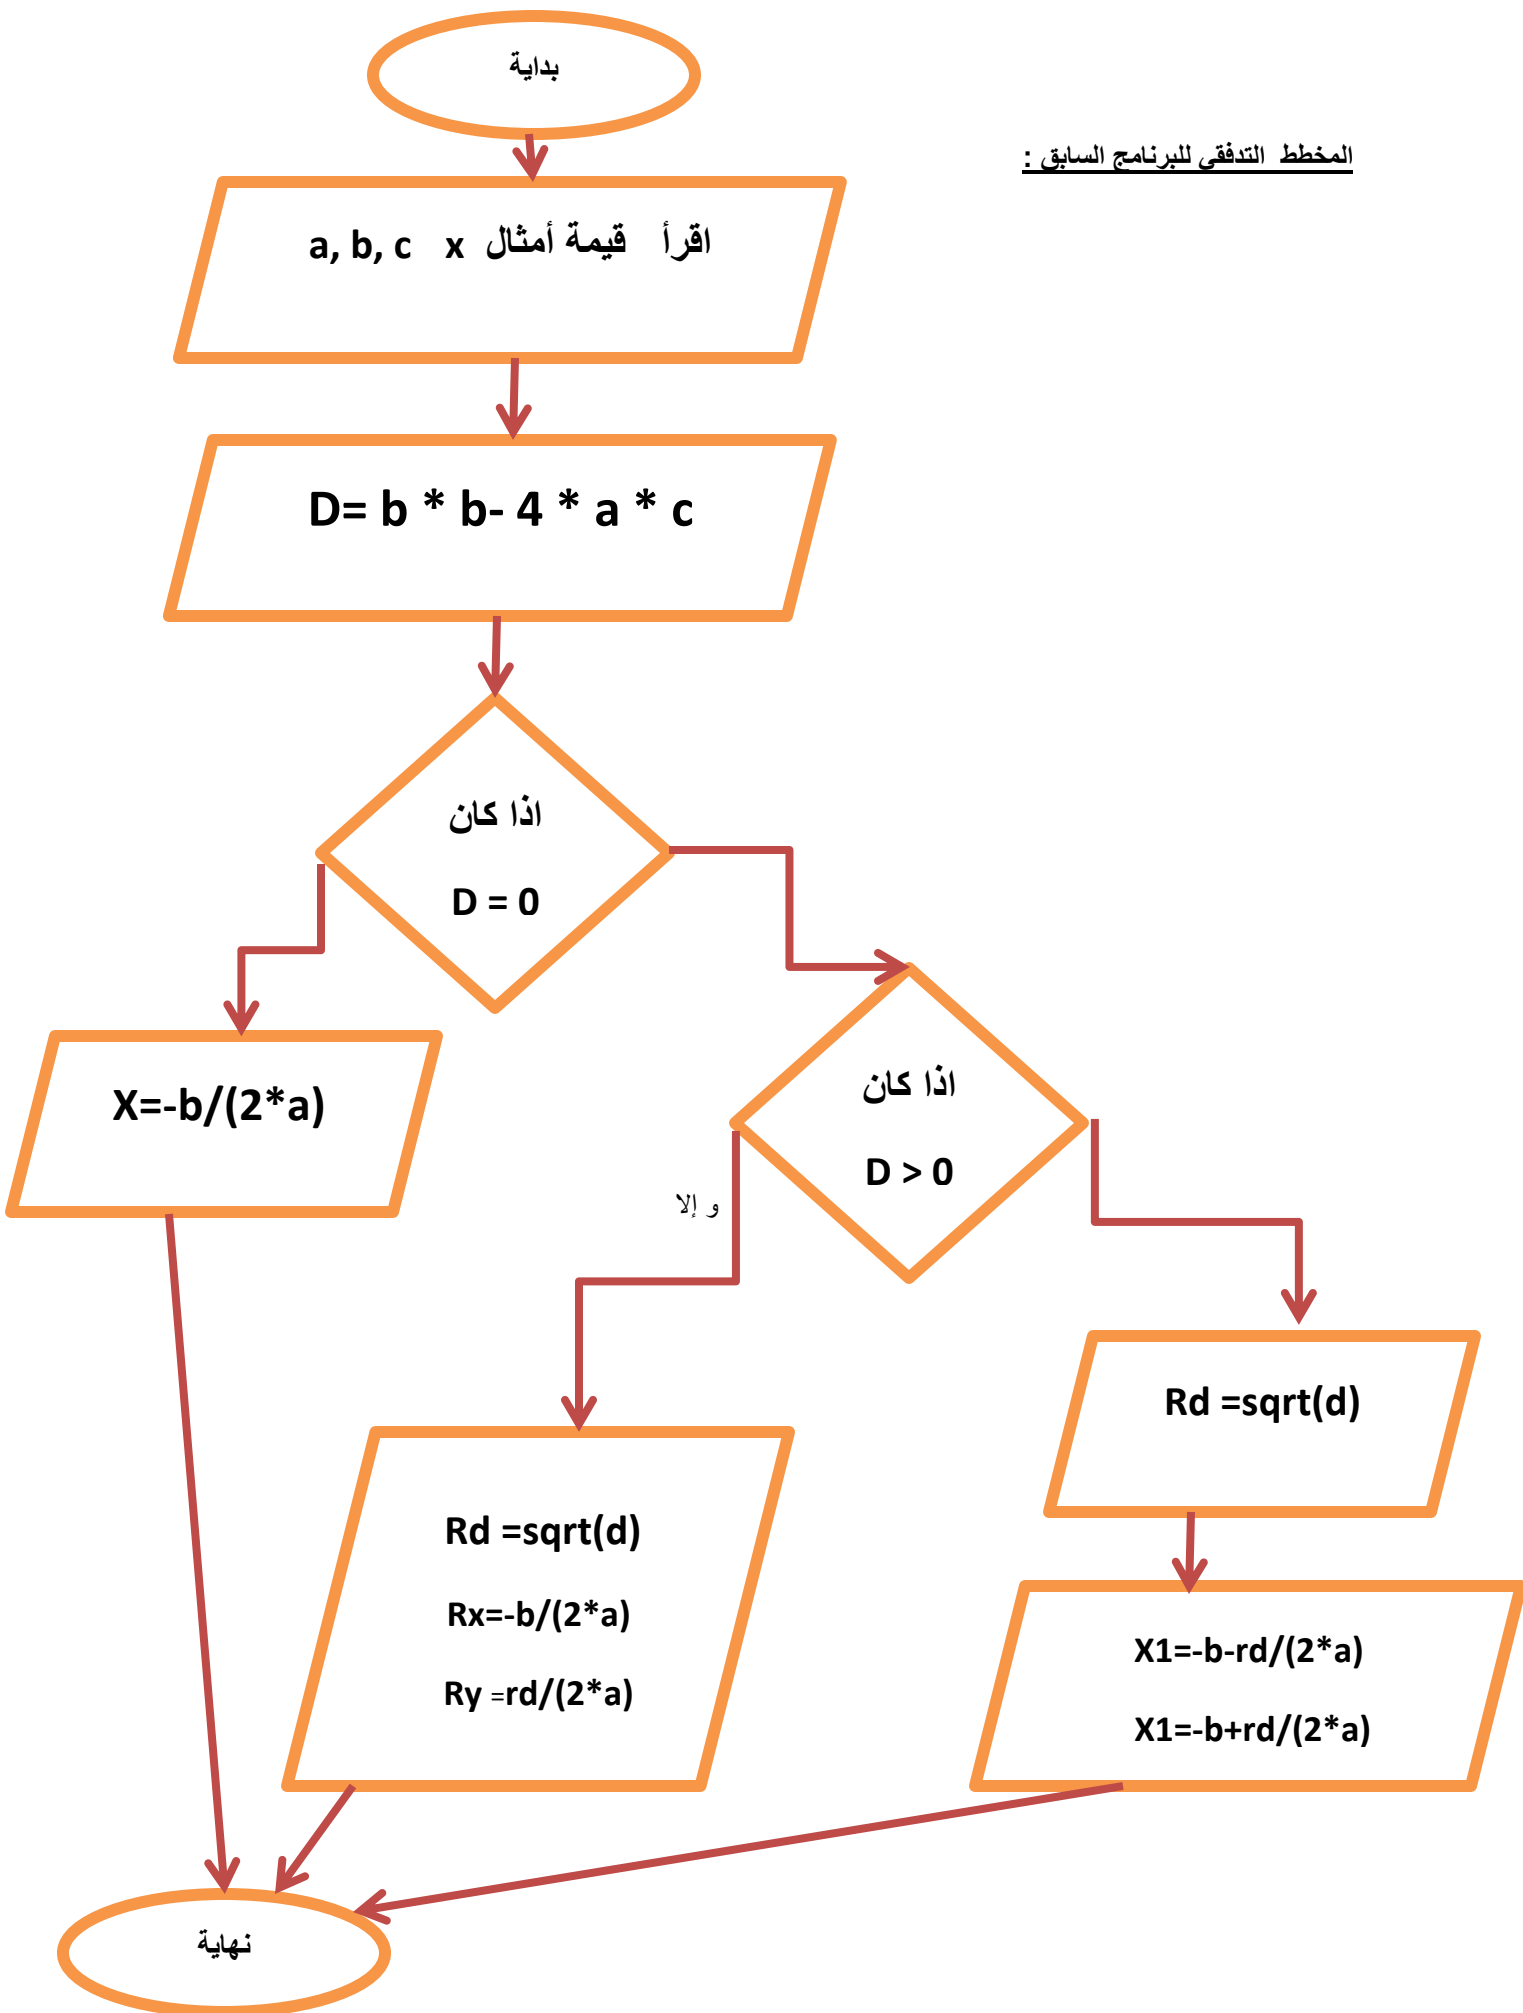 بداية
المخطط التدفقي للبرنامج السابق :
اقرأ قيمة أمثال a, b, c x
D= b * b- 4 * a * c
اذا كان
D = 0
اذا كان
D > 0
X=-b/(2*a)
و إلا
Rd =sqrt(d)
Rd =sqrt(d)
Rx=-b/(2*a)
Ry =rd/(2*a)
X1=-b-rd/(2*a)
X1=-b+rd/(2*a)
نهاية